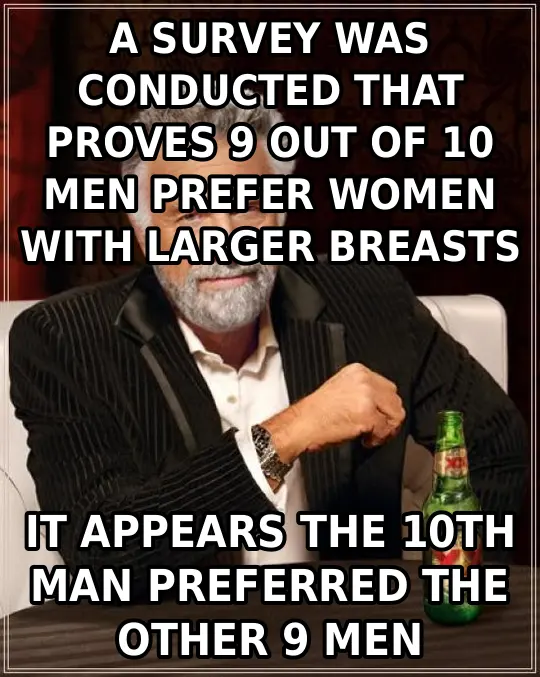 A SURVEY WAS
CONDUCTED THAT
PROVES 9 OUT OF 10
MEN PREFER WOMEN
WITH LARGER BREASTS
XX
IT APPEARS THE 10TH
MAN PREFERRED THE
OTHER 9 MEN